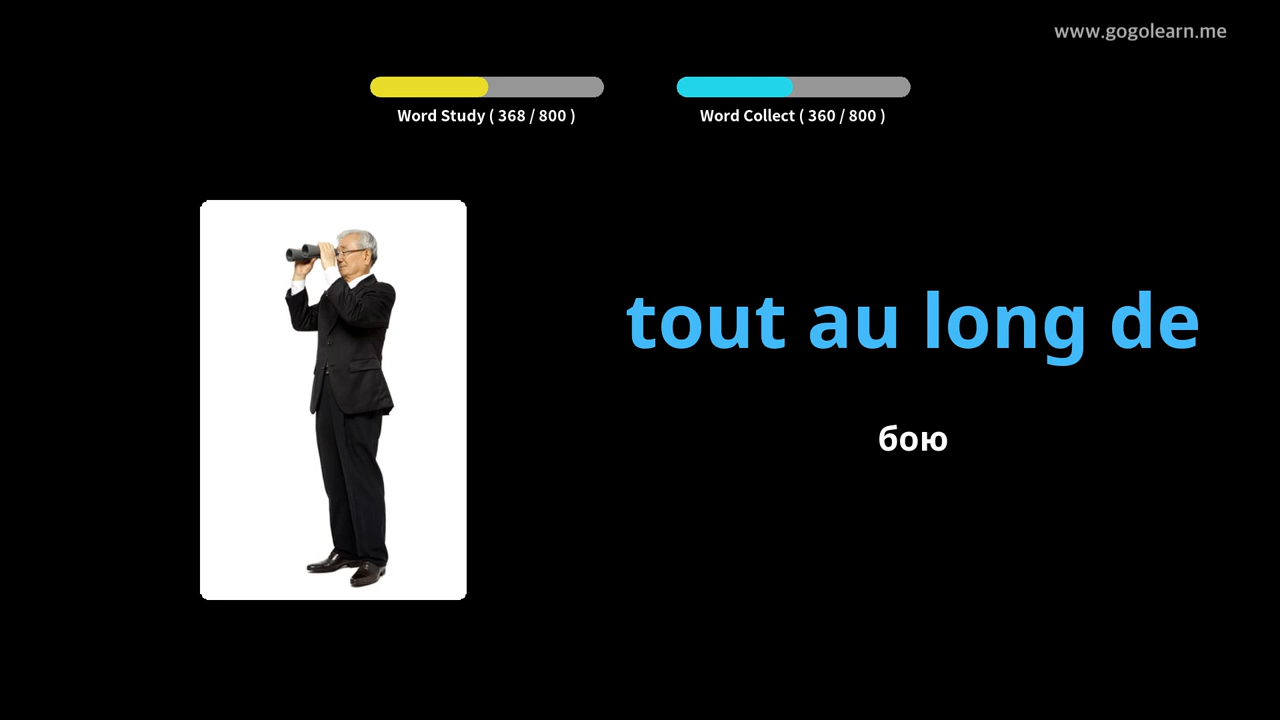 www.gogolearn.me
Word Study ( 368 / 800 )
Word Collect ( 360 / 800 )
tout au long de
бою